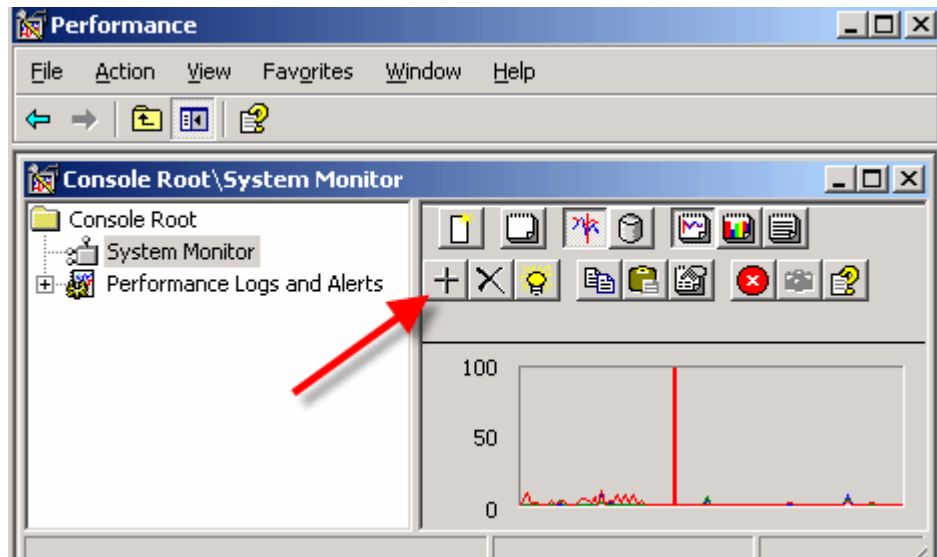 Performance
File Action View Favorites Window Help
Console Root\System Monitor
Console Root
System Monitor
Performance Logs and Alerts
100
50
0